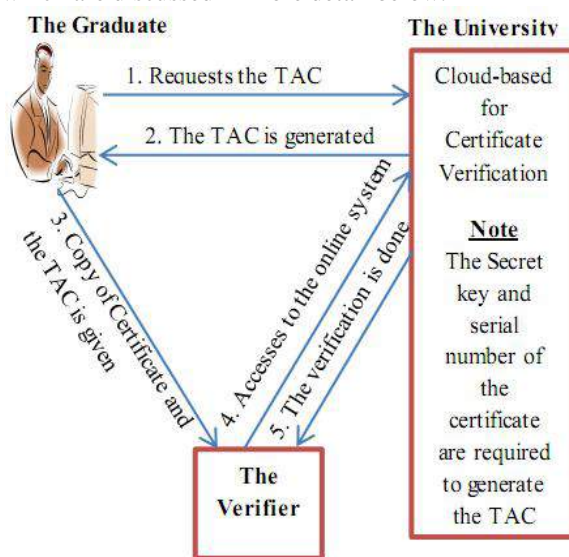 The Graduate
The University
1. Requests the TAC
2. The TAC is generated
3. Copy of Certificate and
the TAC is given
4. Accesses to the online system
5. The verification is done
The
Verifier
Cloud-based
for
Certificate
Verification
Note
The Secret
key and
serial
number of
the
certificate
are required
to generate
the TAC